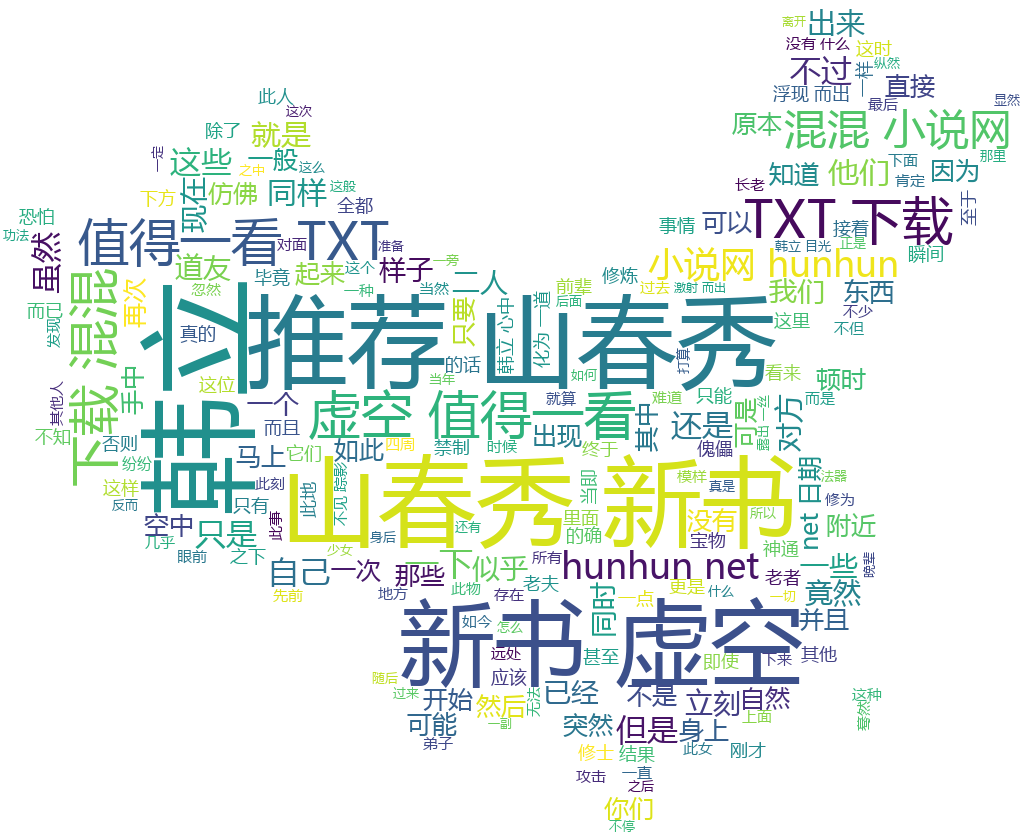 离开
出来
没有 什么
这时
不过
一样
纵然
直接
浮现 而出
最后
显然
此人
这次
除了
就是
原本
混混 小说网
一定
这些
一般
之中
这么
下面
那里
知道
他们
因为
肯定
长老
下方
现在
仿佛
同样
这般
全都
恐怕
功法
虽然
值得一看 TXT
对面
准备
事情
可以
TXT 下载
接着
至于
韩立 目光
正是
瞬间
道友
忽然
毕竟
起来
这个
一种
样子
一旁
当然
二人
前辈
后面
修炼
小说网 hunhun
过去
激射 而出
我们
东西
不少
这里
不但
而已
发现
下载 混混
再次
真的
韩立
推荐 山春秀
只要
韩立 心中
化为 一道
的话
当年
如何
打算
看来
顿时
这位
手中
其他人
不知
否则
纷纷
一个
而且
虚空 值得一看
就算
难道
只能
而是
出现
其中
还是
可是
露出 一丝
对方
马上
它们
如此
四周
禁制
时候
终于
傀儡
这样
反而
只有
此刻
此地
不见 踪影
山春秀 新书
当即
模样
真是
法器
net 日期
修为
空中
只是
此事
里面
的确
没有
所以
附近
几乎
眼前
之下
少女
身后
还有
宝物
神通
自己
一次
那些
一下
似乎
所有
hunhun net
一些
晚辈
先前
地方
此物
存在
老夫
同时
一点
更是
什么
老者
一切
竟然
新书 虚空
如今
怎么
并且
远处
应该
甚至
即使
下来
其他
随后
过来
开始
然后
一副
无法
已经
不是
立刻
自然
上面
这种
蓦然
可能
弟子
突然
但是
身上
修士
结果
此女
刚才
攻击
一直
之后
你们
不停